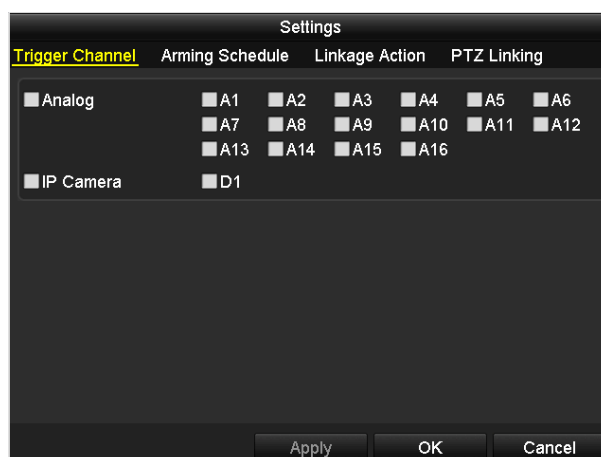 Settings
Trigger Channel Arming Schedule Linkage Action PTZ Linking
Analog A1 A2 A3 A4 A5 A6
A7 A8 A9 A10 A11 A12
A13 A14 A15 A16
IP Camera D1
Apply OK Cancel